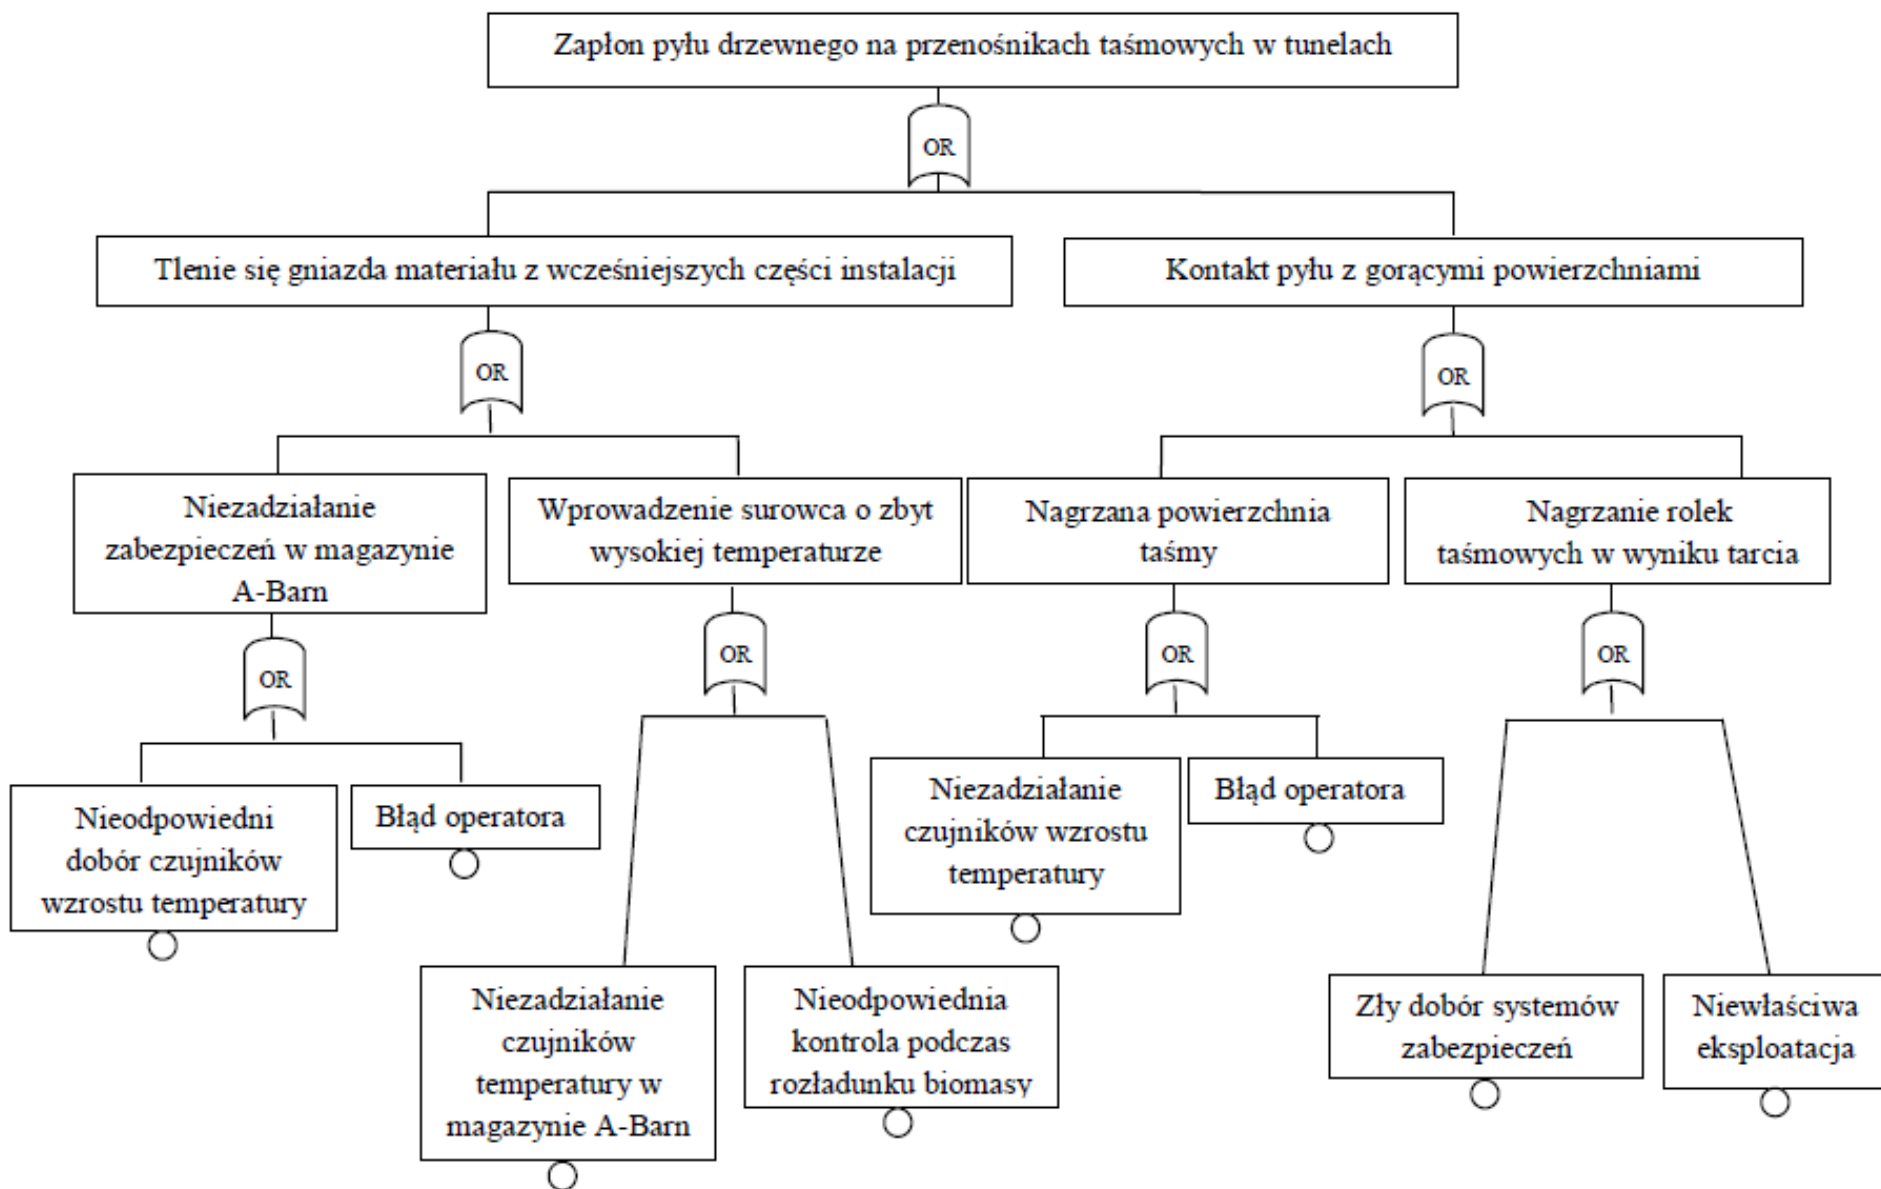 Zapłon pyłu drzewnego na przenośnikach taśmowych w tunelach
OR
Tlenie się gniazda materiału z wcześniejszych części instalacji
Kontakt pyłu z gorącymi powierzchniami
OR
OR
Niezadziałanie
zabezpieczeń w magazynie
A-Barn
Wprowadzenie surowca o zbyt
wysokiej temperaturze
Nagrzana powierzchnia
taśmy
Nagrzanie rolek
taśmowych w wyniku tarcia
OR
OR
OR
OR
Nieodpowiedni
dobór czujników
wzrostu temperatury
Błąd operatora
Niezadziałanie
czujników wzrostu
temperatury
Błąd operatora
Niezadziałanie
czujników
temperatury w
magazynie A-Barn
Nieodpowiednia
kontrola podczas
rozładunku biomasy
Zły dobór systemów
zabezpieczeń
Niewłaściwa
eksploatacja